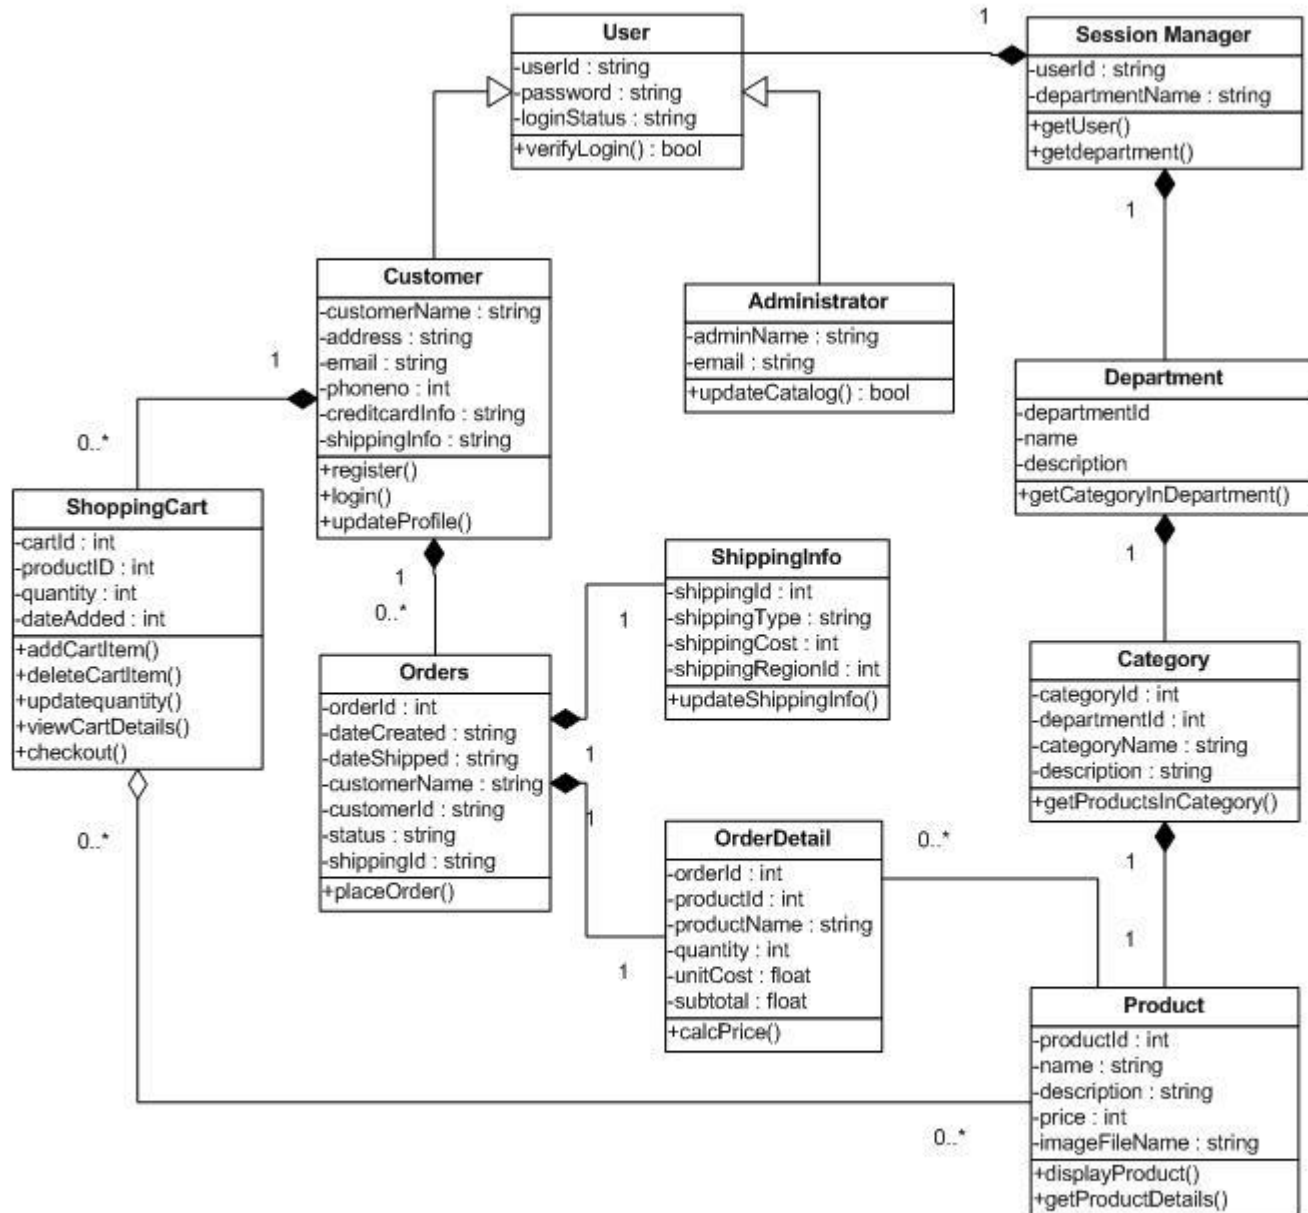 User
-userId : string
-password : string
-loginStatus : string
+verifyLogin() : bool
1
Session Manager
-userId : string
-departmentName : string
+getUser()
+getdepartment()
1
Customer
-customerName : string
-address : string
-email : string
-phoneno : int
-creditcardInfo : string
-shippingInfo : string
+register()
+login()
+updateProfile()
Administrator
-adminName : string
-email : string
+updateCatalog() : bool
Department
-departmentId
-name
-description
+getCategoryInDepartment()
1
1
0..*
ShoppingCart
-cartId : int
-productID : int
-quantity : int
-dateAdded : int
+addCartItem()
+deleteCartItem()
+updatequantity()
+viewCartDetails()
+checkout()
0..*
1
0..*
Orders
-orderId : int
-dateCreated : string
-dateShipped : string
-customerName : string
-customerId : string
-status : string
-shippingId : string
+placeOrder()
1
1
1
1
ShippingInfo
-shippingId : int
-shippingType : string
-shippingCost : int
-shippingRegionId : int
+updateShippingInfo()
Category
-categoryId : int
-departmentId : int
-categoryName : string
-description : string
+getProductsInCategory()
1
1
OrderDetail
-orderId : int
-productId : int
-productName : string
-quantity : int
-unitCost : float
-subtotal : float
+calcPrice()
0..*
Product
-productId : int
-name : string
-description : string
-price : int
-imageFileName : string
+displayProduct()
+getProductDetails()
0..*